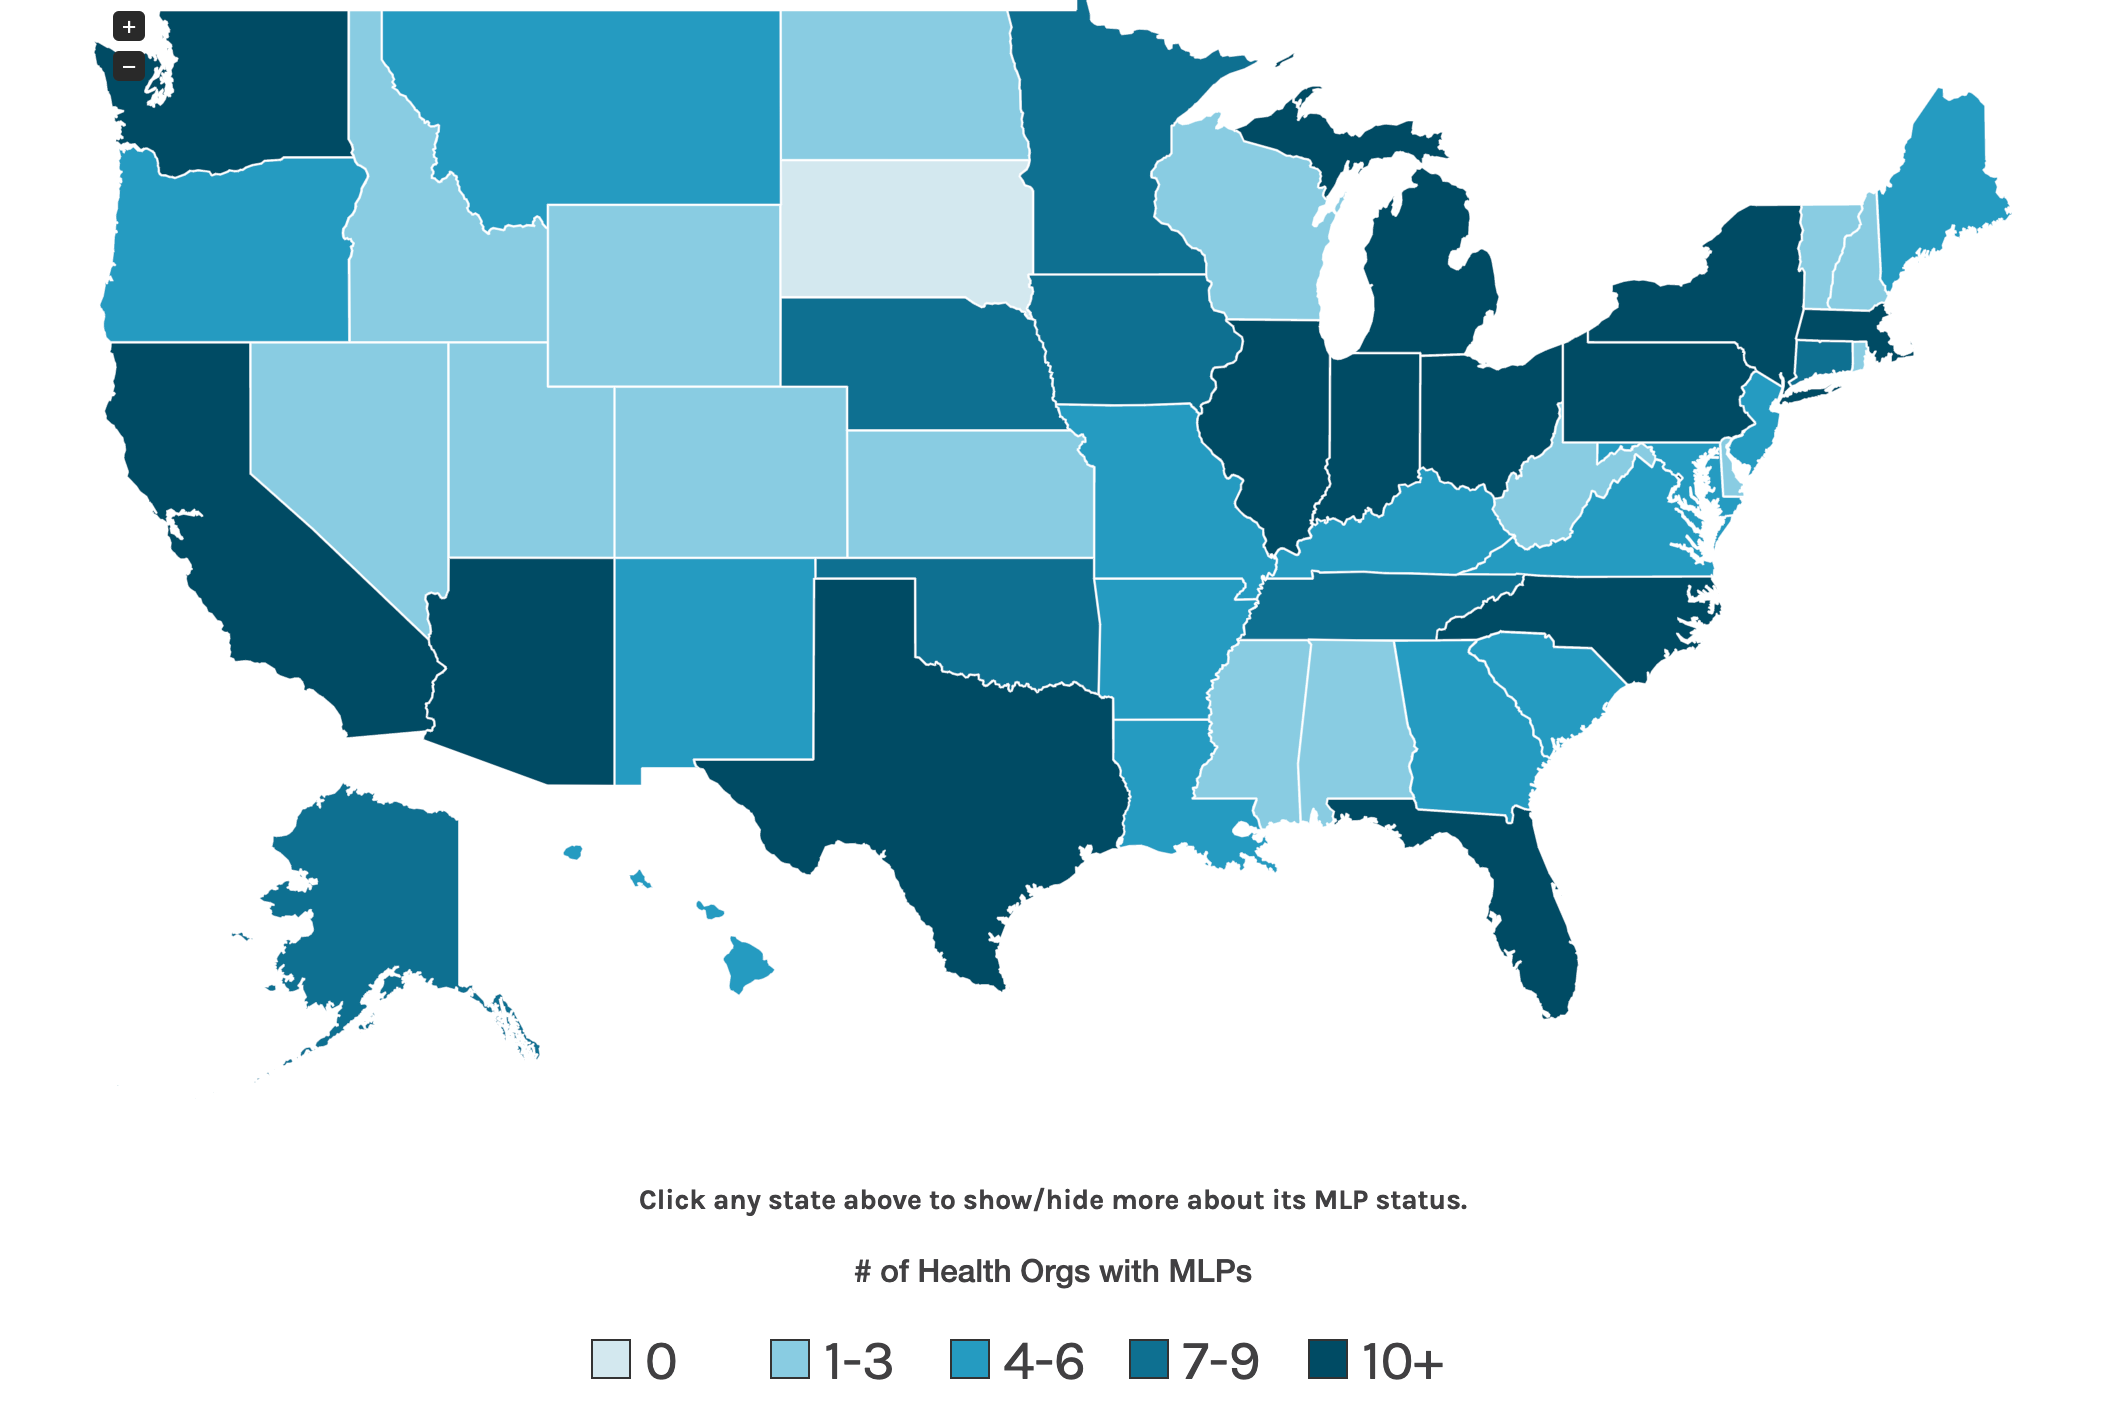 +
−
Click any state above to show/hide more about its MLP status.
# of Health Orgs with MLPs
0 1-3 4-6 7-9 10+